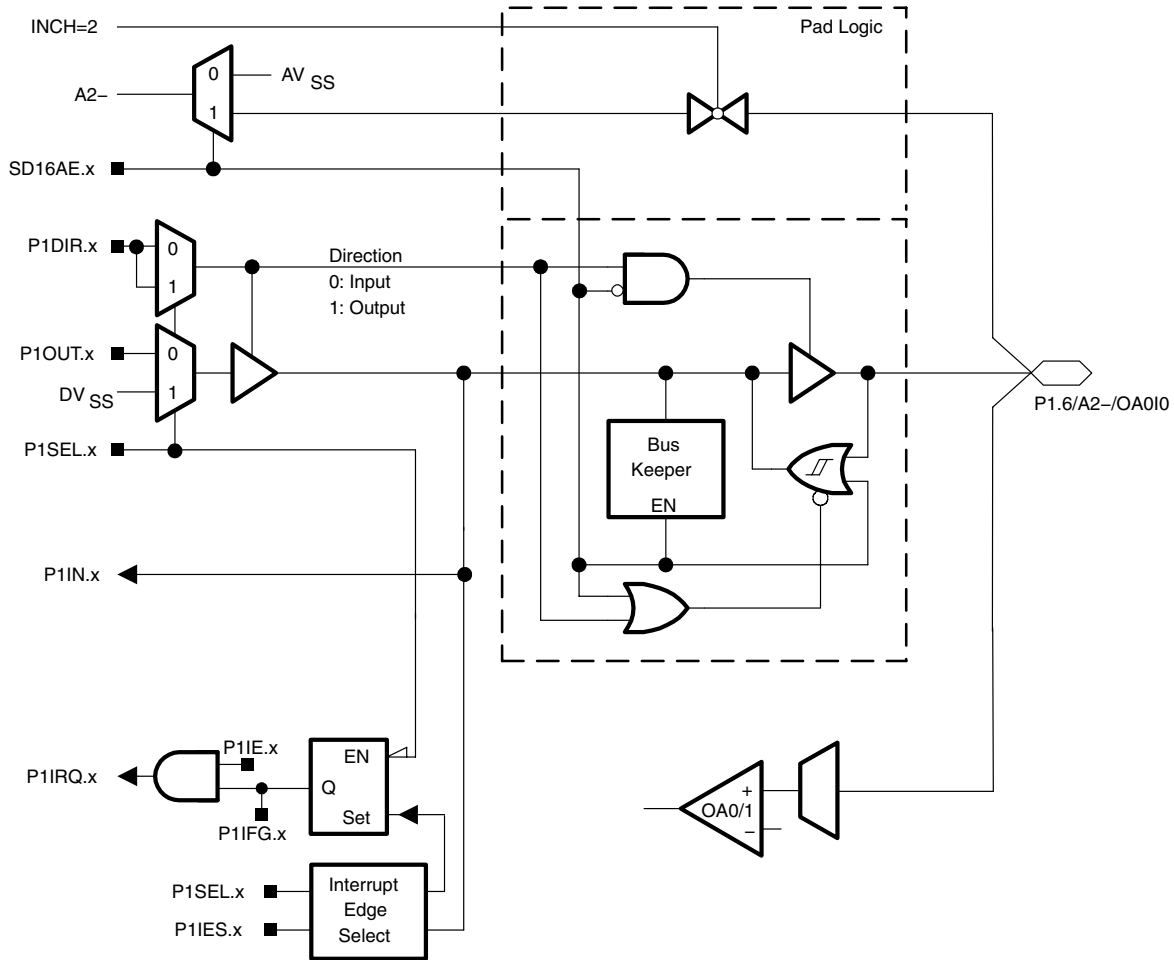 INCH=2
Pad Logic
0
AV SS
A2–
1
SD16AE.x
P1DIR.x
0
1
Direction
0: Input
1: Output
P1OUT.x
0
DV SS
1
P1.6/A2–/OA0I0
P1SEL.x
Bus
Keeper
EN
P1IN.x
P1IE.x
EN
P1IRQ.x
Q
P1IFG.x
Set
+
OA0/1
–
P1SEL.x
P1IES.x
Interrupt
Edge
Select